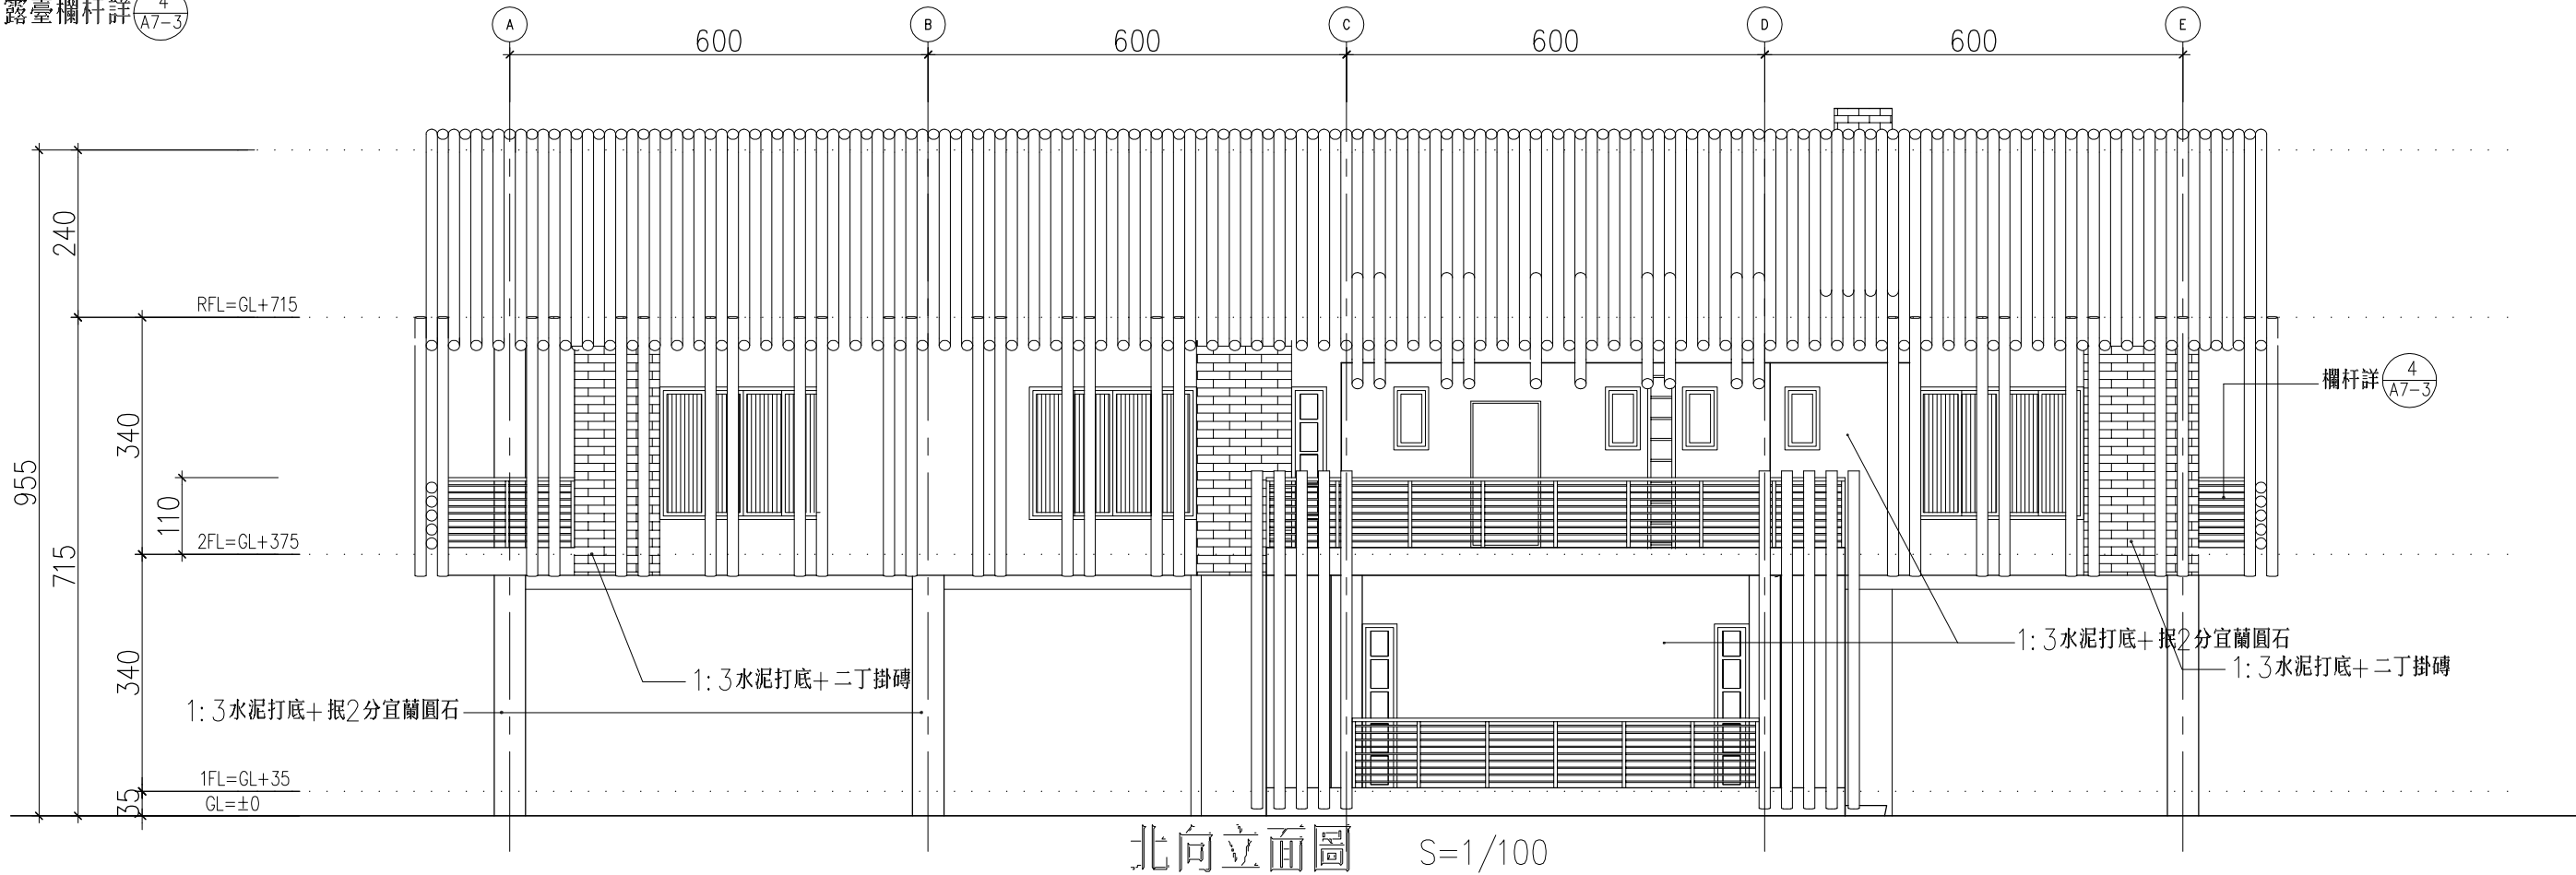 露臺欄杆詳 4
A7-3
A B C D E
600 600 600 600
240
RFL=GL+715
340
955
110
715
2FL=GL+375
340
1FL=GL+35
35
GL=±0
欄杆詳 4
A7-3
1:3水泥打底+抿2分宜蘭圓石
1:3水泥打底+二丁掛磚
1:3水泥打底+二丁掛磚
1:3水泥打底+抿2分宜蘭圓石
北向立面圖 S=1/100